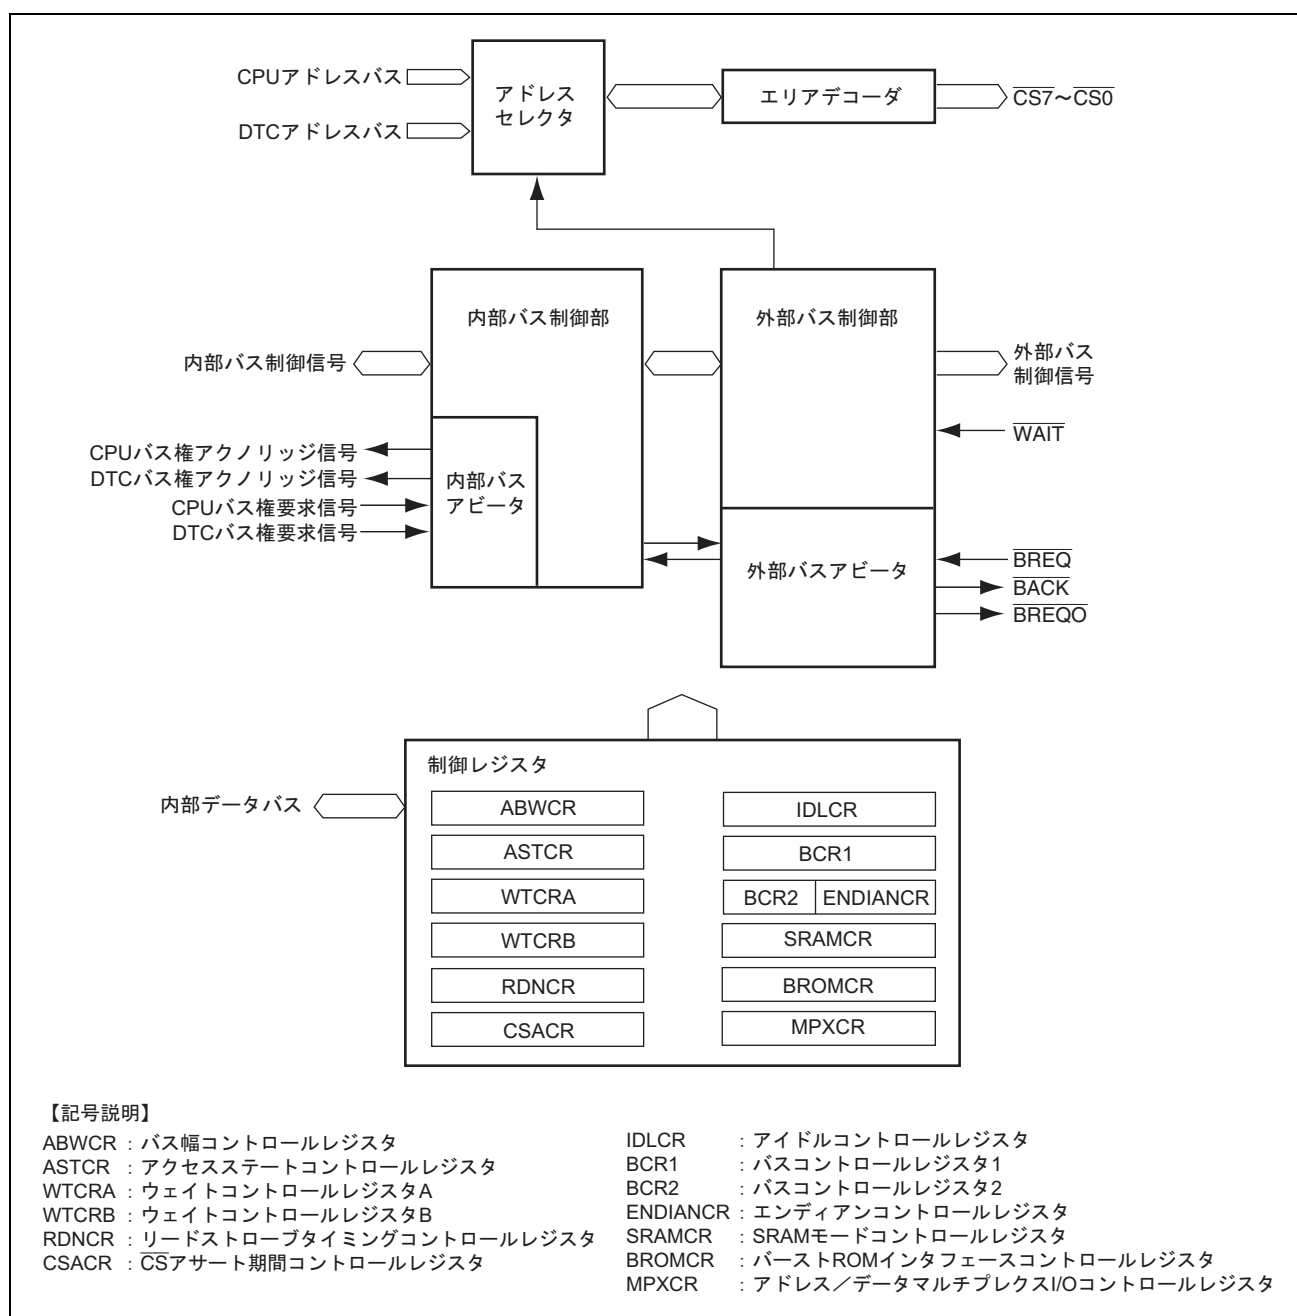 CPUアドレスバス
DTCアドレスバス
アドレス
セレクタ
エリアデコーダ
C̅S̅7̅~C̅S̅0̅
内部バス制御部
外部バス制御部
内部バス制御信号
外部バス
制御信号
W̅A̅I̅T̅
CPUバス権アクノリッジ信号
DTCバス権アクノリッジ信号
CPUバス権要求信号
DTCバス権要求信号
内部バス
アビータ
外部バスアビータ
B̅R̅E̅Q̅
B̅A̅C̅K̅
B̅R̅E̅Q̅O̅
制御レジスタ
内部データバス
ABWCR
ASTCR
WTCRA
WTCRB
RDNCR
CSACR
IDLCR
BCR1
BCR2 ENDIANCR
SRAMCR
BROMCR
MPXCR
【記号説明】
ABWCR : バス幅コントロールレジスタ
ASTCR : アクセスステートコントロールレジスタ
WTCRA : ウェイトコントロールレジスタA
WTCRB : ウェイトコントロールレジスタB
RDNCR : リードストローブタイミングコントロールレジスタ
CSACR : C̅S̅アサート期間コントロールレジスタ
IDLCR : アイドルコントロールレジスタ
BCR1 : バスコントロールレジスタ1
BCR2 : バスコントロールレジスタ2
ENDIANCR : エンディアンコントロールレジスタ
SRAMCR : SRAMモードコントロールレジスタ
BROMCR : バーストROMインタフェースコントロールレジスタ
MPXCR : アドレス/データマルチプレクスI/Oコントロールレジスタ